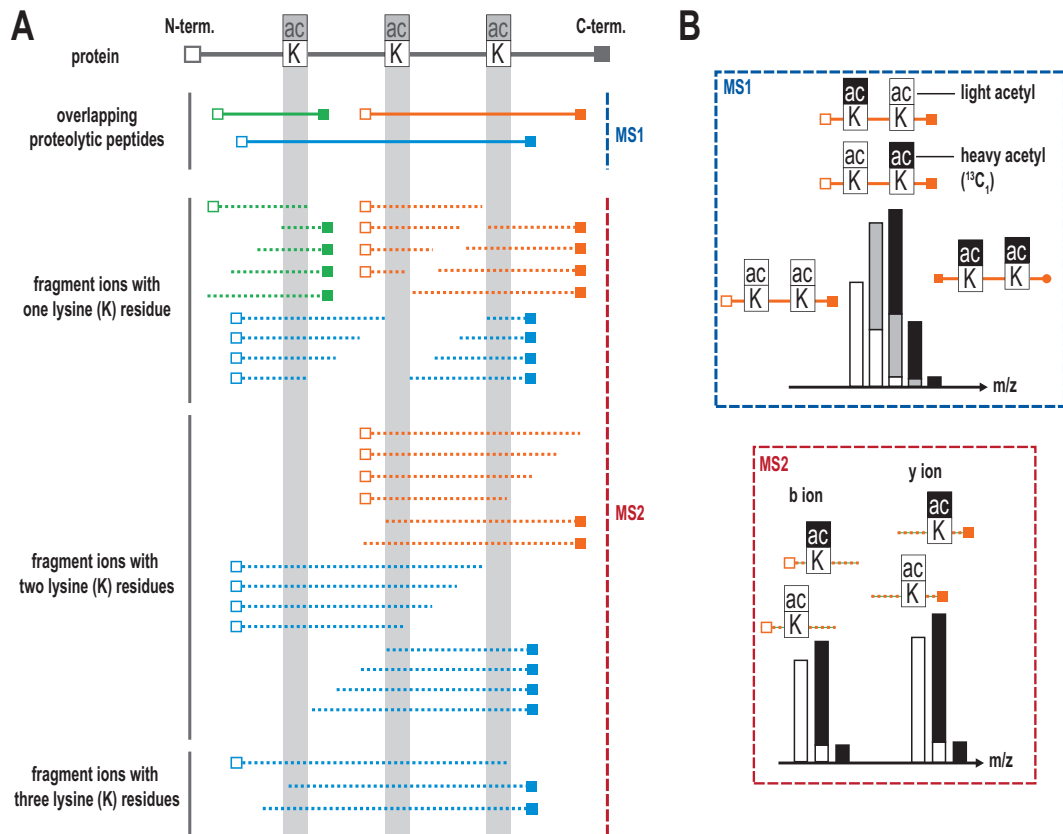 A
N-term.
ac
ac
ac
C-term.
protein
K
K
K
overlapping
proteolytic peptides
MS1
fragment ions with
one lysine (K) residue
fragment ions with
two lysine (K) residues
MS2
fragment ions with
three lysine (K) residues
B
MS1
ac
ac
light acetyl
K
K
ac
ac
heavy acetyl
K
K
(¹³C₁)
ac
ac
K
K
ac
ac
K
K
m/z
MS2
b ion
y ion
ac
K
ac
K
ac
K
ac
K
m/z